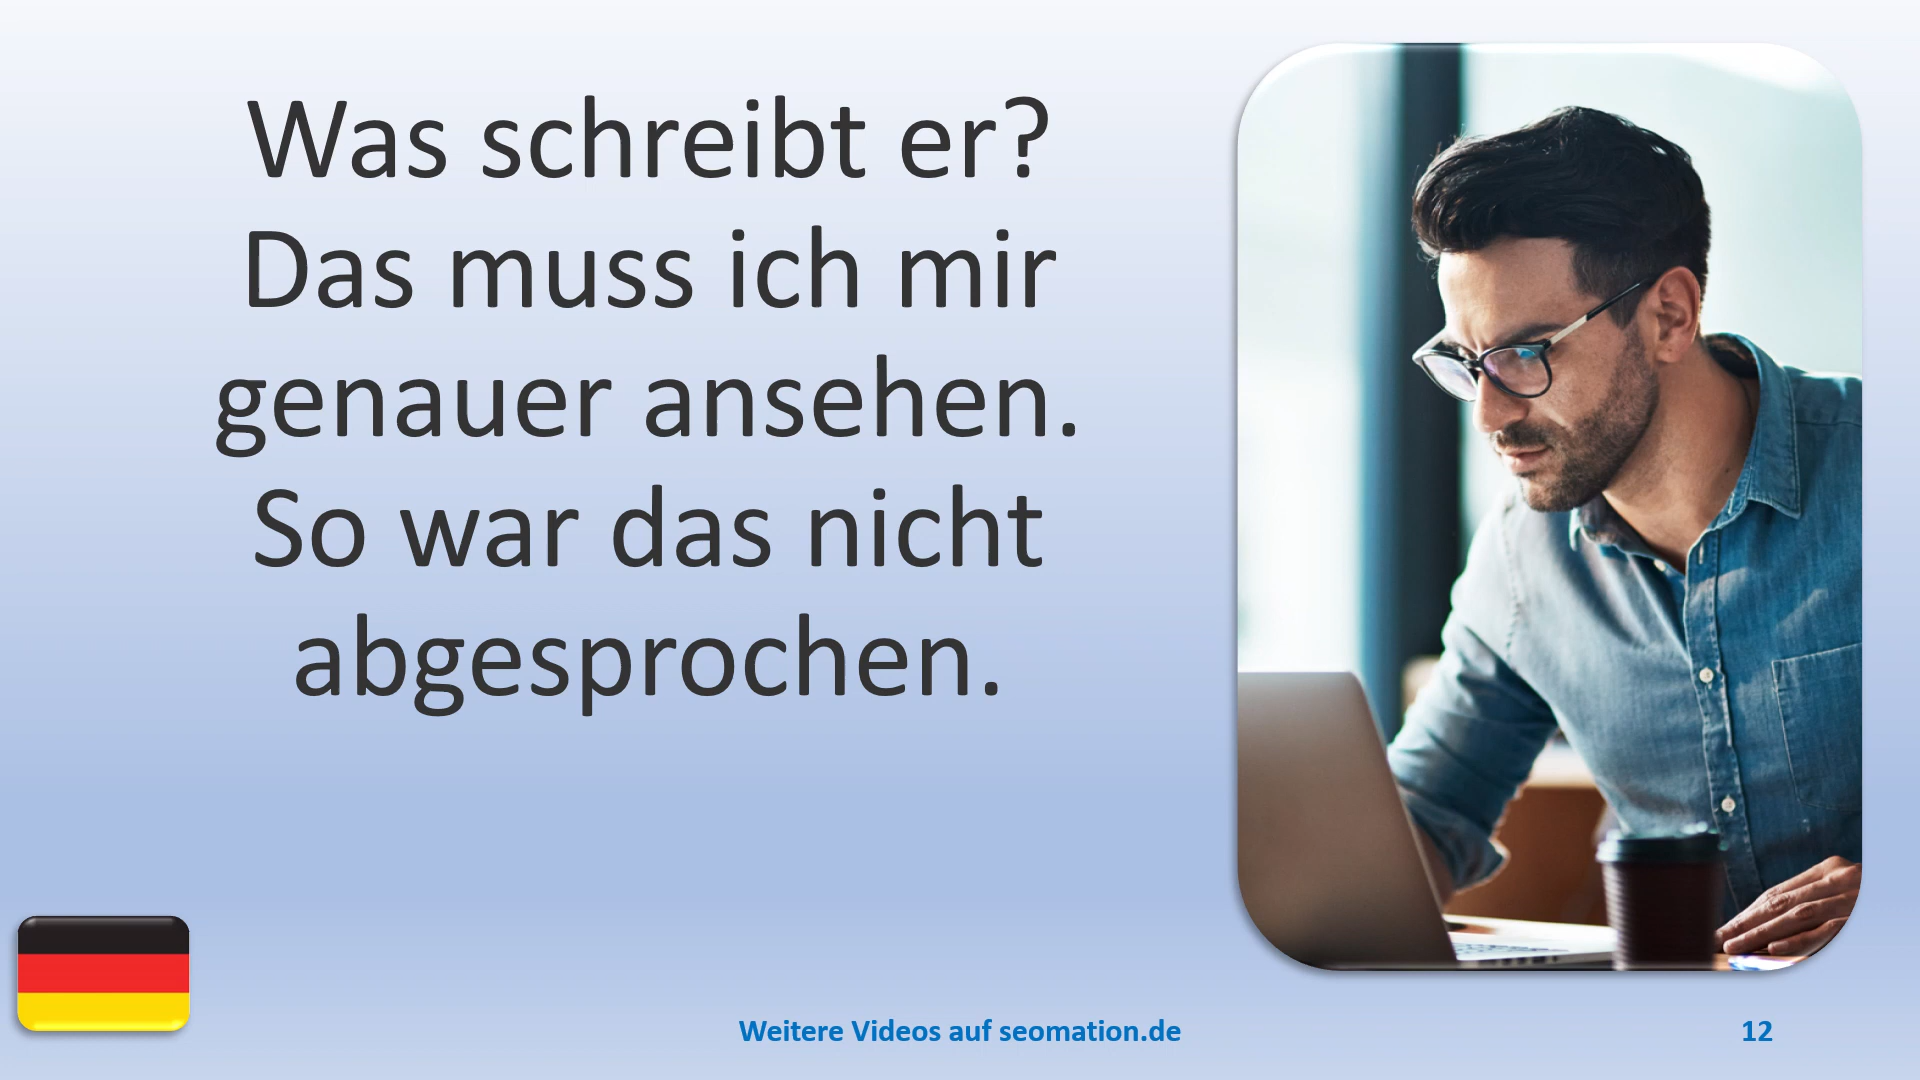 Was schreibt er?
Das muss ich mir
genauer ansehen.
So war das nicht
abgesprochen.
Weitere Videos auf seomation.de
12